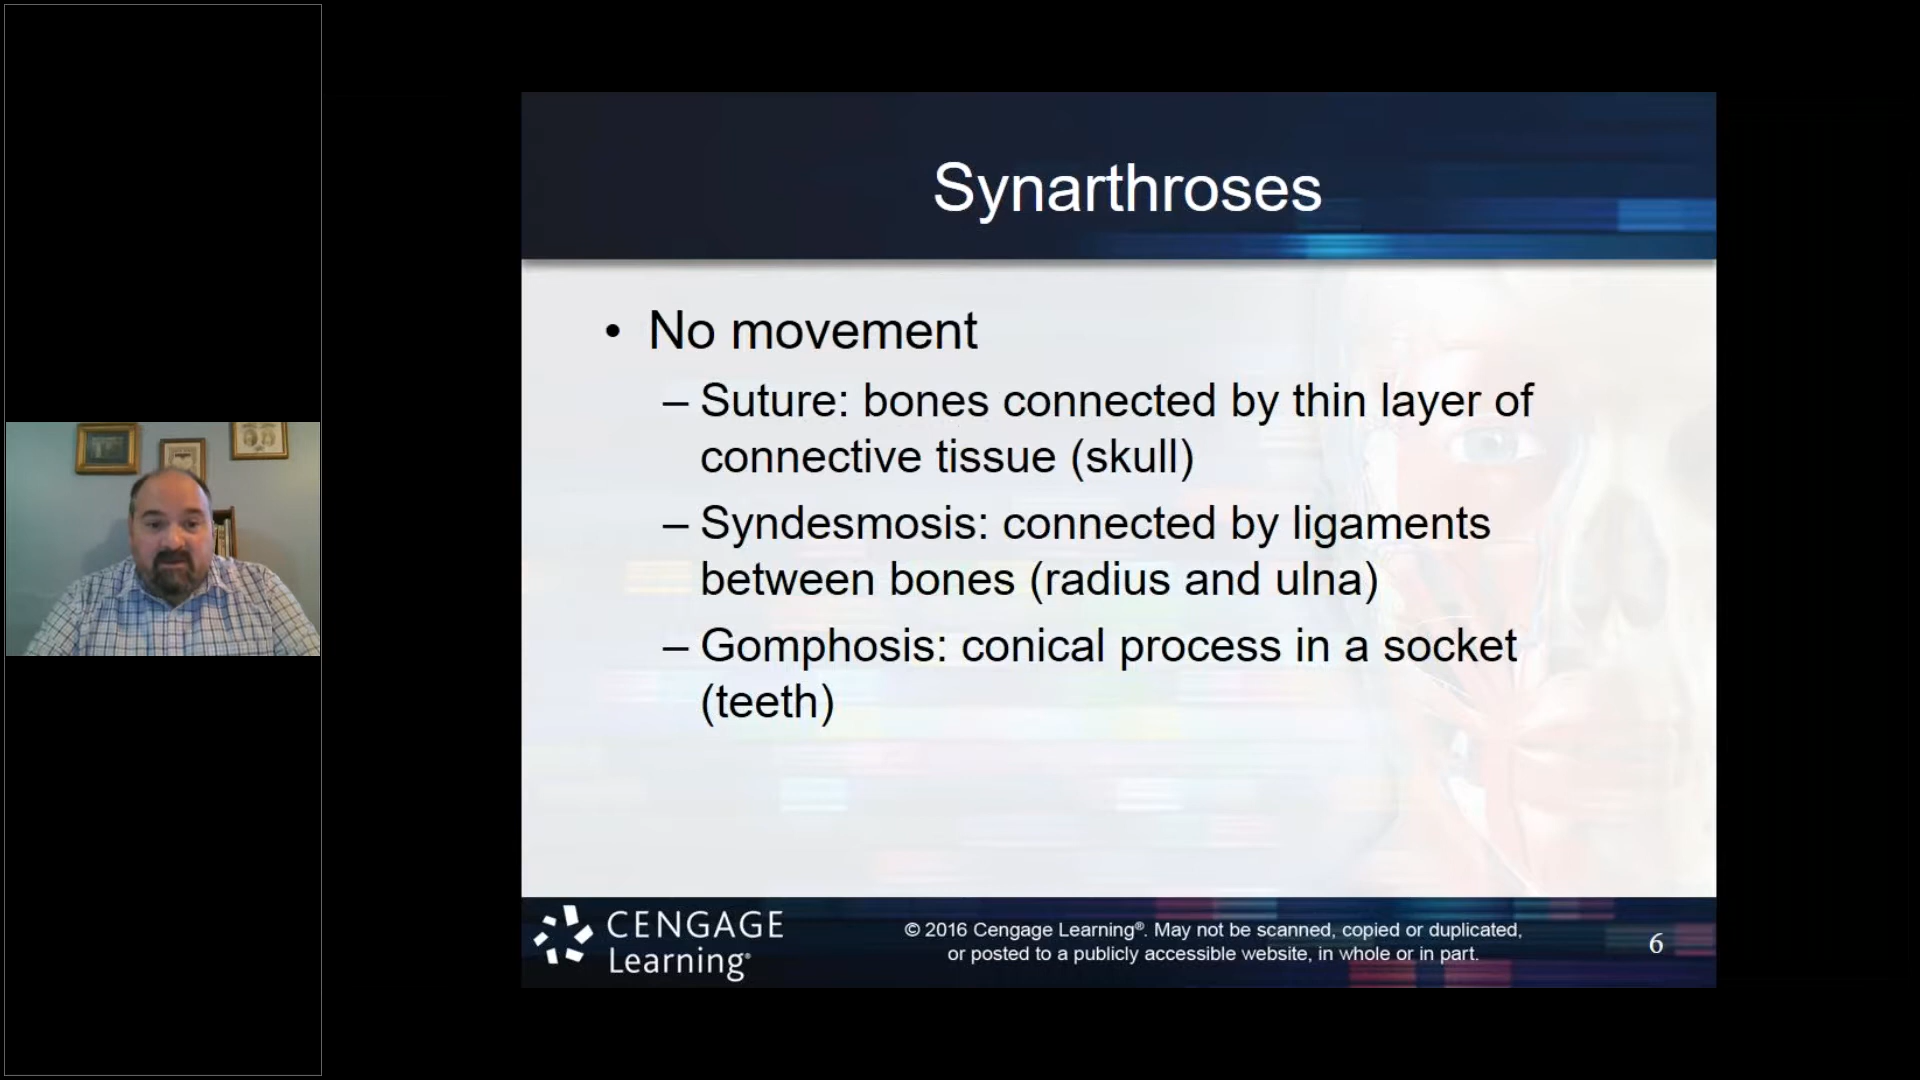 Synarthroses
• No movement
– Suture: bones connected by thin layer of
connective tissue (skull)
– Syndesmosis: connected by ligaments
between bones (radius and ulna)
– Gomphosis: conical process in a socket
(teeth)
CENGAGE
Learning®
© 2016 Cengage Learning®. May not be scanned, copied or duplicated,
or posted to a publicly accessible website, in whole or in part.
6